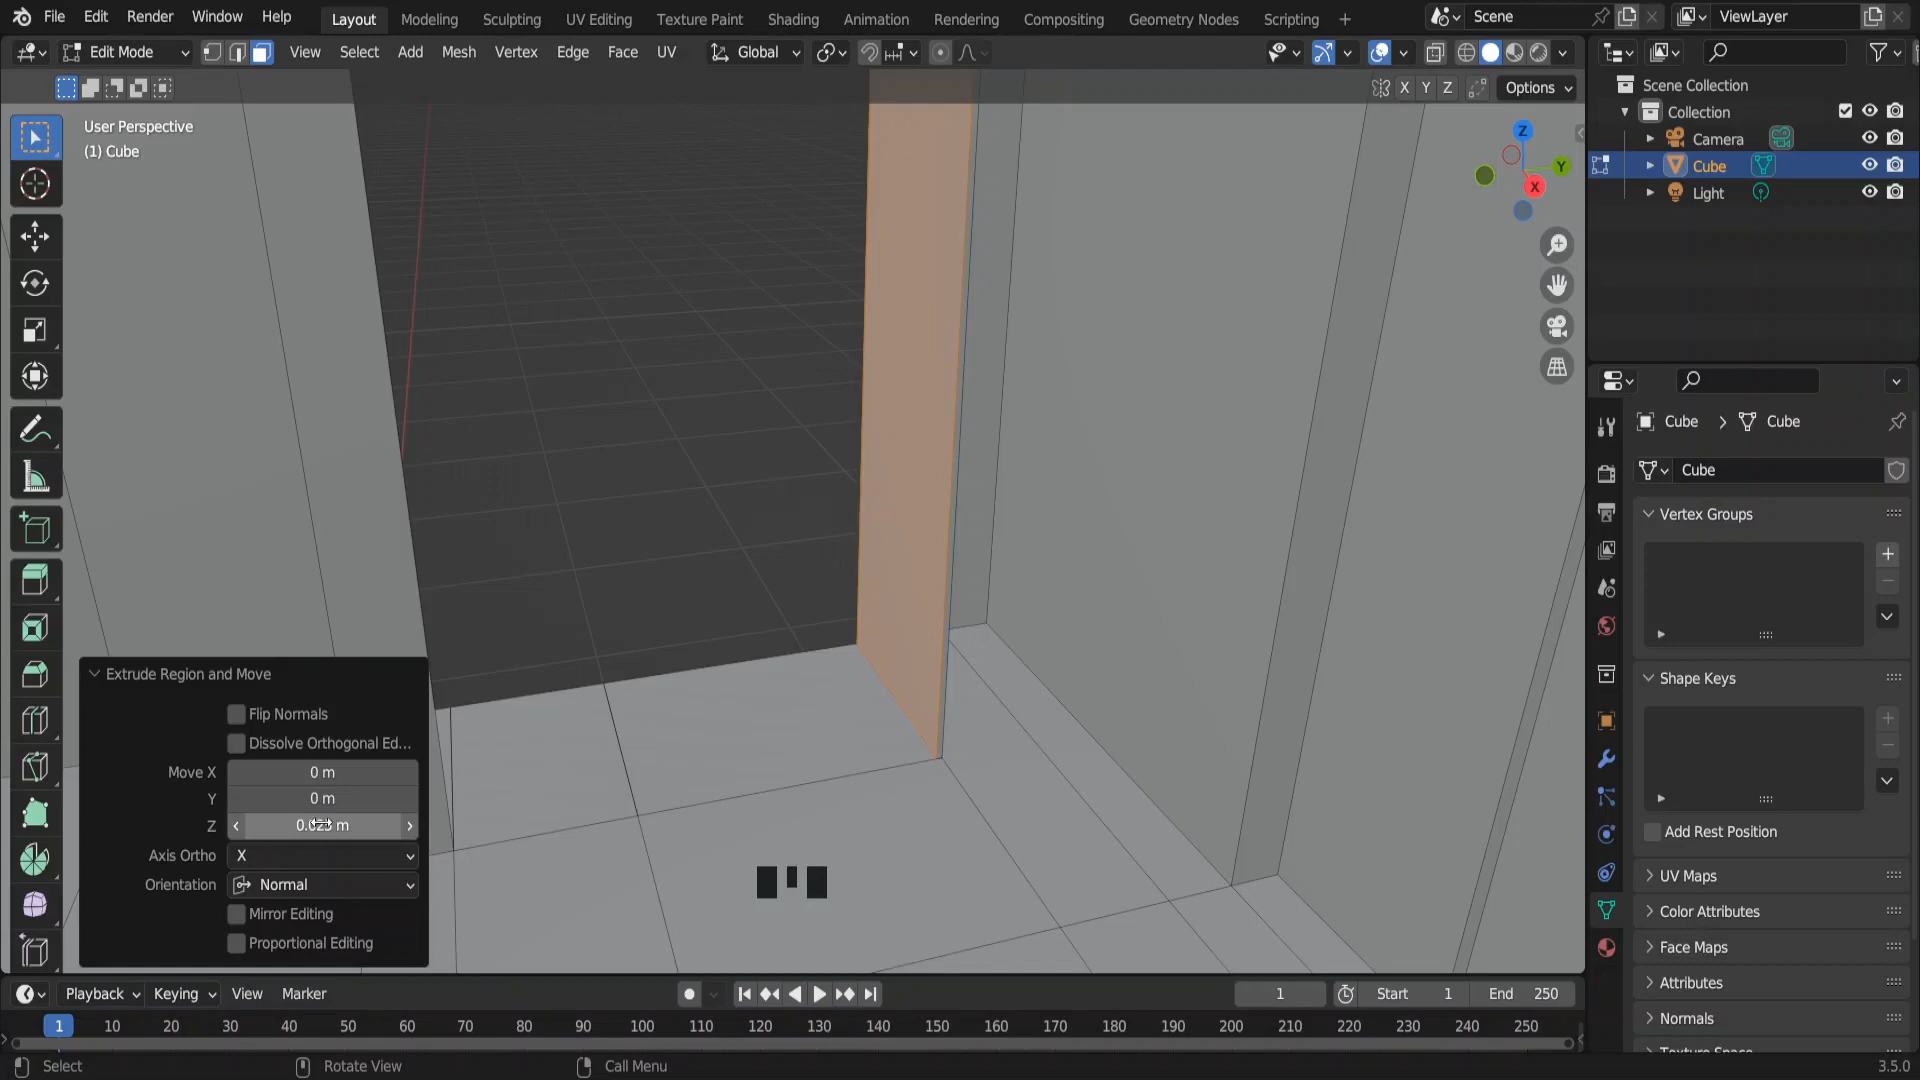 File Edit Render Window Help Layout Modeling Sculpting UV Editing Texture Paint Shading Animation Rendering Compositing Geometry Nodes Scripting + Scene ViewLayer
Edit Mode View Select Add Mesh Vertex Edge Face UV Global
X Y Z Options
User Perspective
(1) Cube
Z
Y
X
Scene Collection
Collection
Camera
Cube
Light
Cube > Cube
Cube
Vertex Groups
Shape Keys
Add Rest Position
UV Maps
Color Attributes
Face Maps
Attributes
Normals
Extrude Region and Move
Flip Normals
Dissolve Orthogonal Ed...
Move X 0 m
Y 0 m
Z
Axis Ortho X
Orientation Normal
Mirror Editing
Proportional Editing
Playback Keying View Marker 1 Start 1 End 250
1 10 20 30 40 50 60 70 80 90 100 110 120 130 140 150 160 170 180 190 200 210 220 230 240 250
Select Rotate View Call Menu 3.5.0